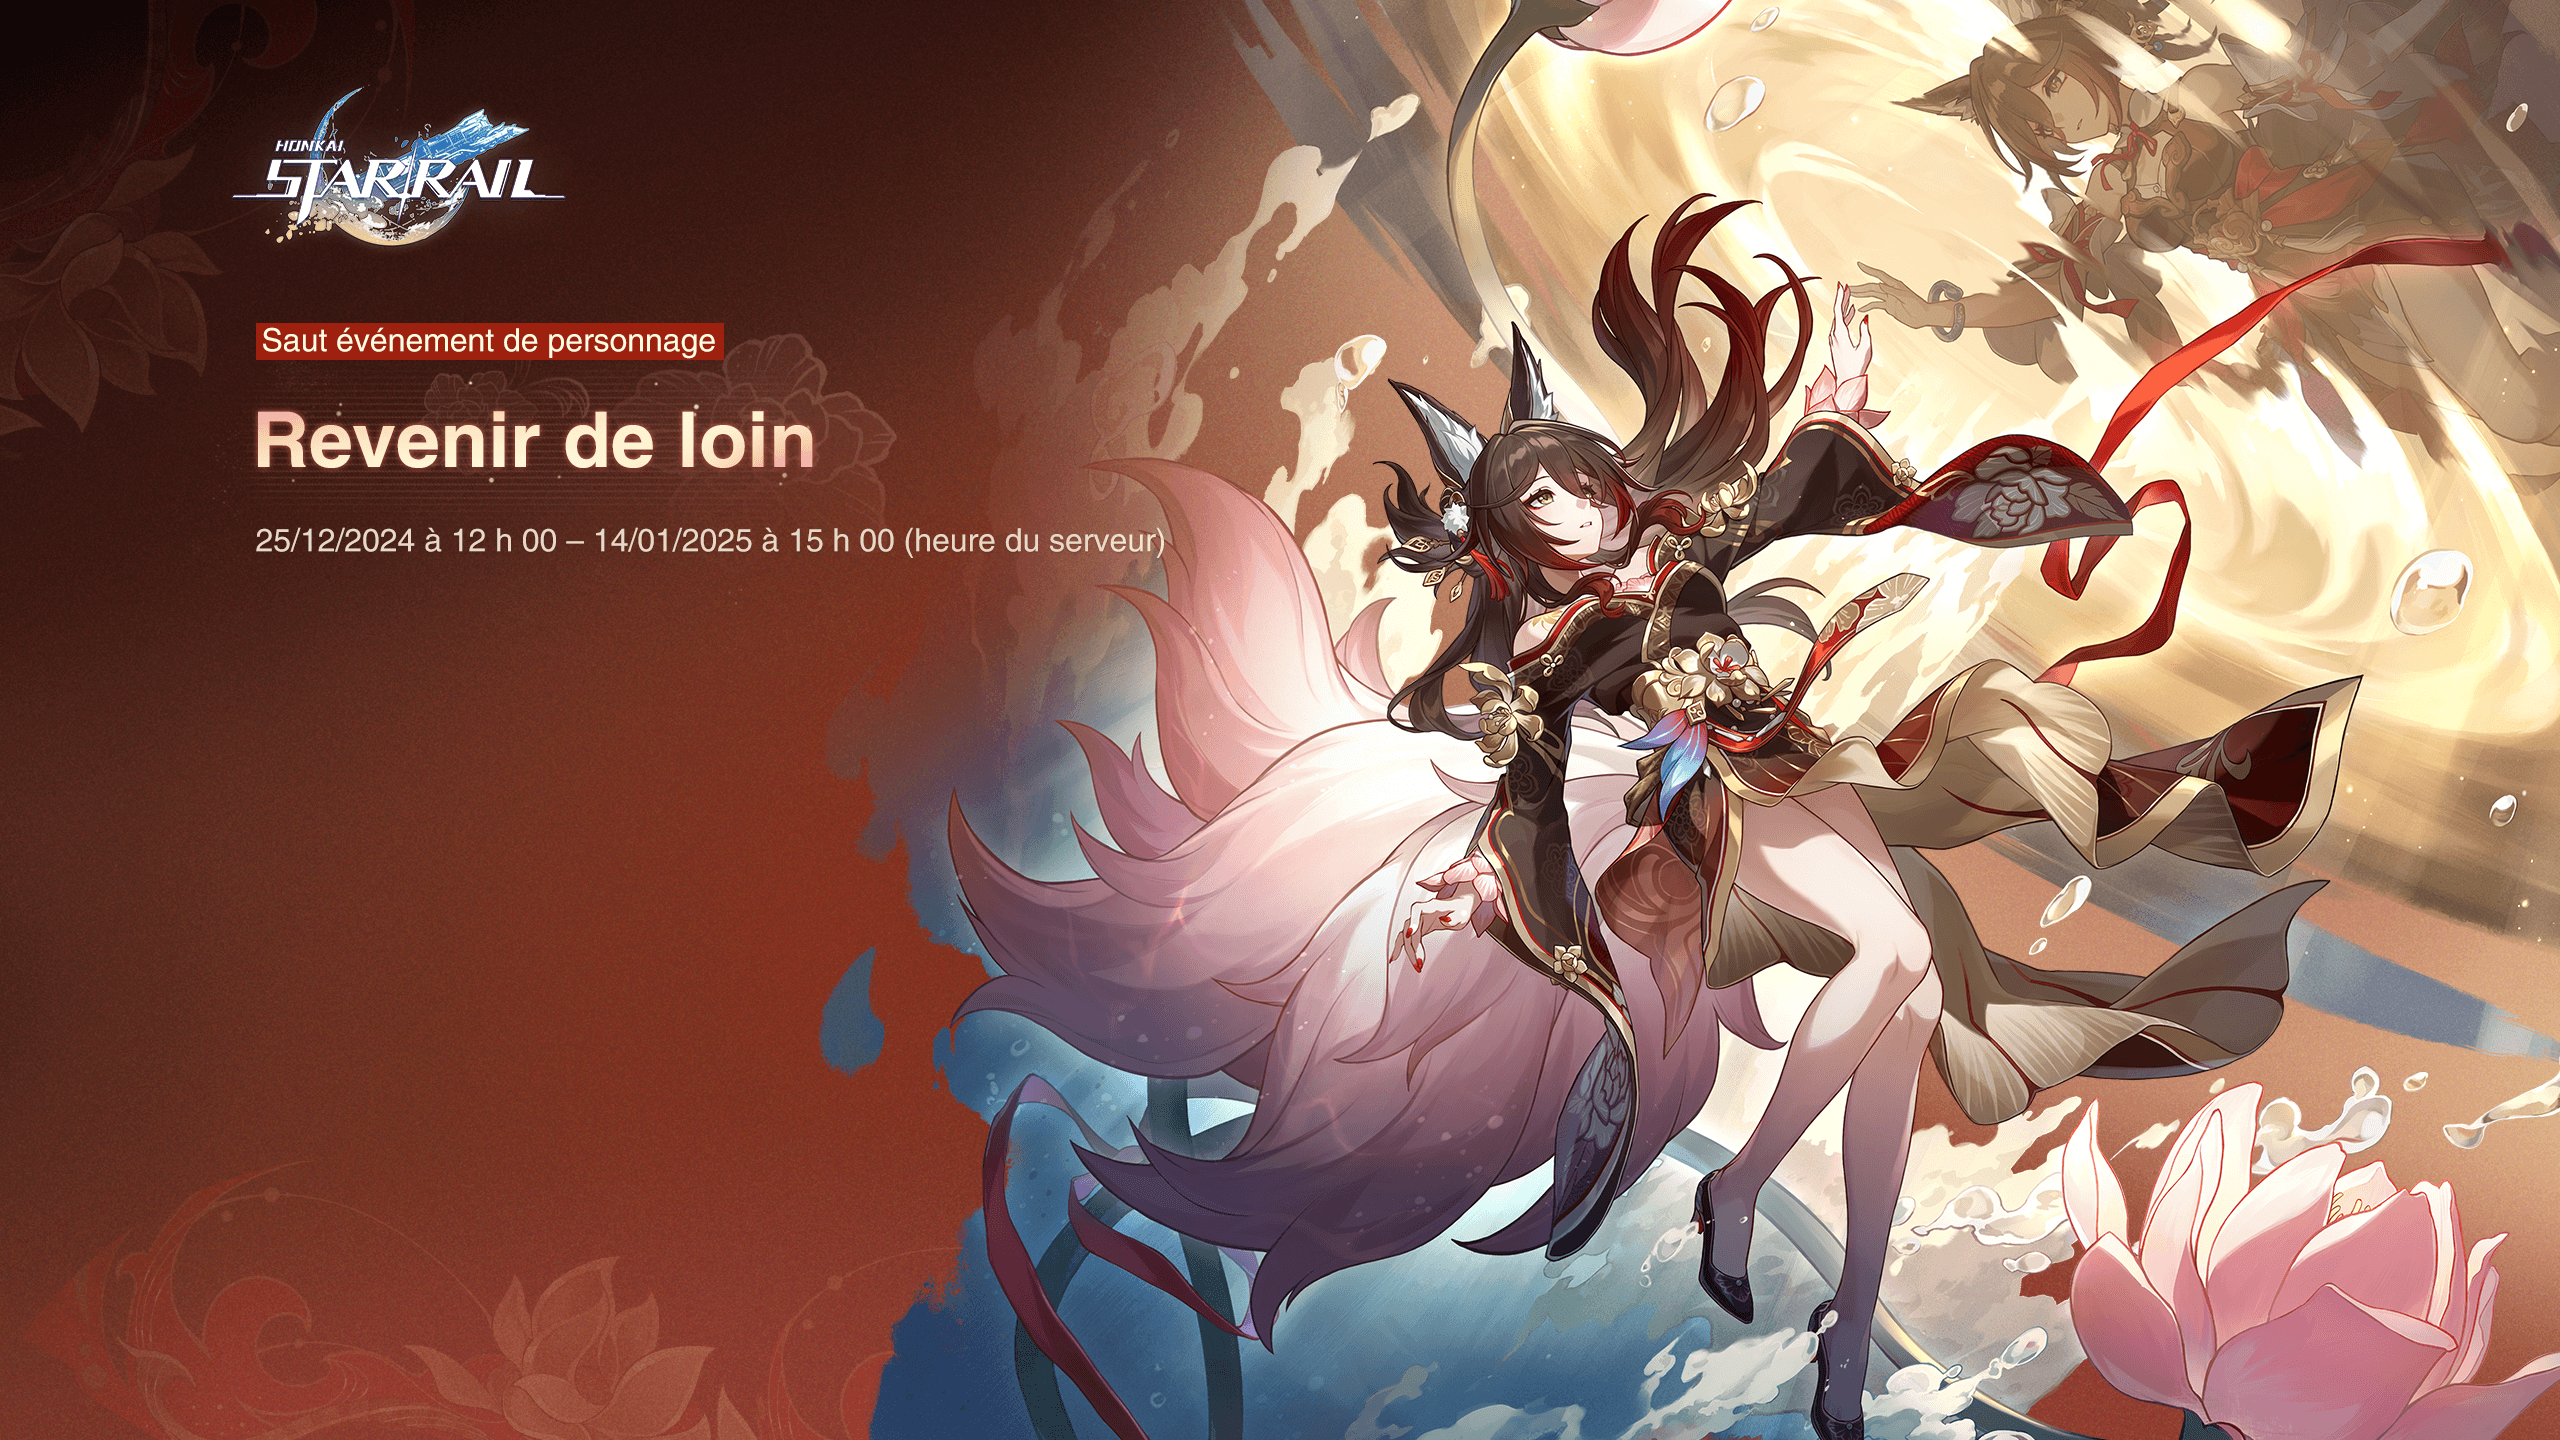 HONKAI
STAR RAIL
Saut événement de personnage
Revenir de loin
25/12/2024 à 12 h 00 – 14/01/2025 à 15 h 00 (heure du serveur)